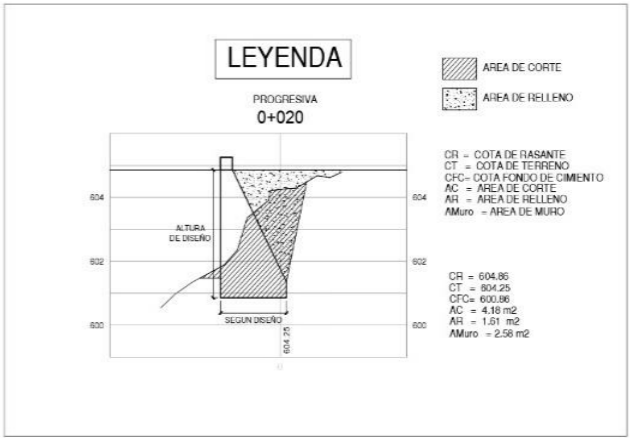 LEYENDA
PROGRESIVA
0+020
AREA DE CORTE
AREA DE RELLENO
CR = COTA DE RASANTE
CT = COTA DE TERRENO
CFC= COTA FONDO DE CIMIENTO
AC = AREA DE CORTE
AR = AREA DE RELLENO
AMuro = AREA DE MURO
604
604
ALTURA
DE DISEÑO
602
602
600
600
SEGUN DISEÑO
604.25
CR = 604.86
CT = 604.25
CFC= 600.86
AC = 4.18 m2
AR = 1.61 m2
AMuro = 2.58 m2